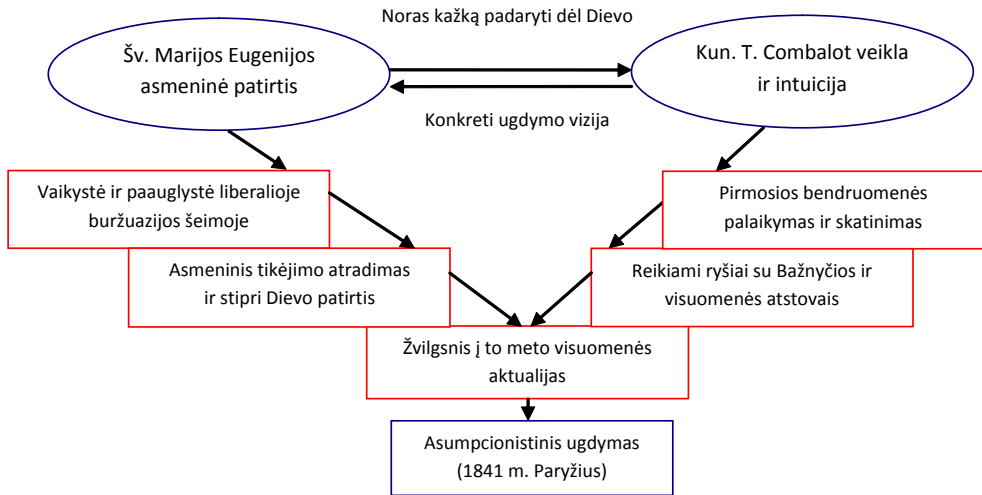 Noras kažką padaryti dėl Dievo
Šv. Marijos Eugenijos
asmeninė patirtis
Kun. T. Combalot veikla
ir intuicija
Konkreti ugdymo vizija
Vaikystė ir paauglystė liberalioje
buržuazijos šeimoje
Pirmosios bendruomenės
palaikymas ir skatinimas
Asmeninis tikėjimo atradimas
ir stipri Dievo patirtis
Reikiami ryšiai su Bažnyčios ir
visuomenės atstovais
Žvilgsnis į to meto visuomenės
aktualijas
Asumpcionistinis ugdymas
(1841 m. Paryžius)